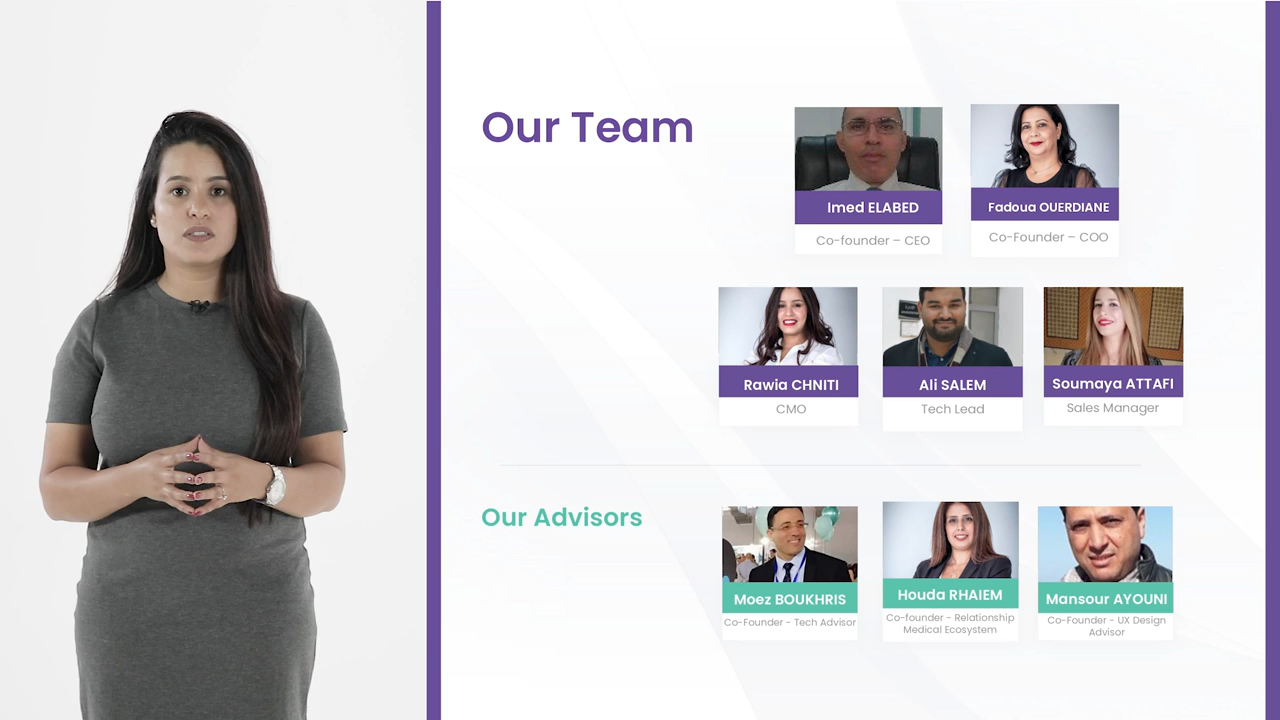 Our Team
Imed ELABED
Co-founder – CEO
Fadoua OUERDIANE
Co-Founder – COO
Rawia CHNITI
CMO
Ali SALEM
Tech Lead
Soumaya ATTAFI
Sales Manager
Our Advisors
Moez BOUKHRIS
Co-Founder - Tech Advisor
Houda RHAIEM
Co-founder - Relationship
Medical Ecosystem
Mansour AYOUNI
Co-Founder - UX Design
Advisor